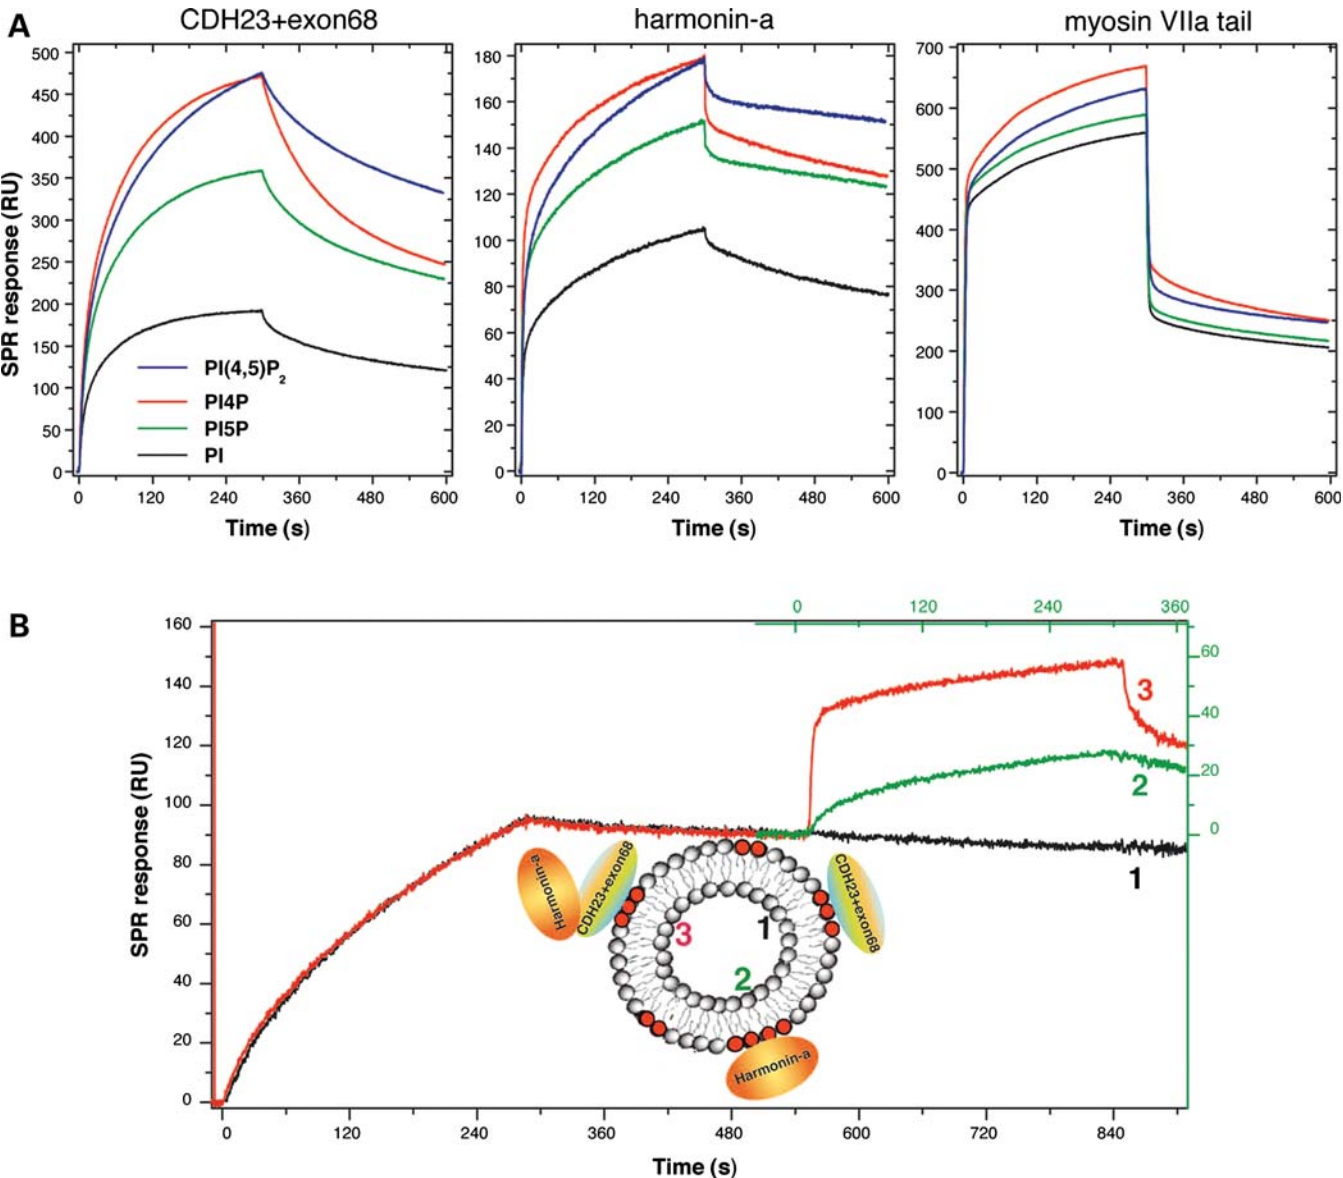 A
CDH23+exon68
harmonin-a
myosin VIIa tail
SPR response (RU)
500
450
400
350
300
250
200
150
100
50
0
PI(4,5)P2
PI4P
PI5P
PI
0 120 240 360 480 600
Time (s)
180
160
140
120
100
80
60
40
20
0
0 120 240 360 480 600
Time (s)
700
600
500
400
300
200
100
0
0 120 240 360 480 600
Time (s)
B
0 120 240 360
SPR response (RU)
160
140
120
100
80
60
40
20
0
60
40
20
0
3
2
1
Harmonin-a
CDH23+exon68
CDH23+exon68
3
1
2
Harmonin-a
0 120 240 360 480 600 720 840
Time (s)